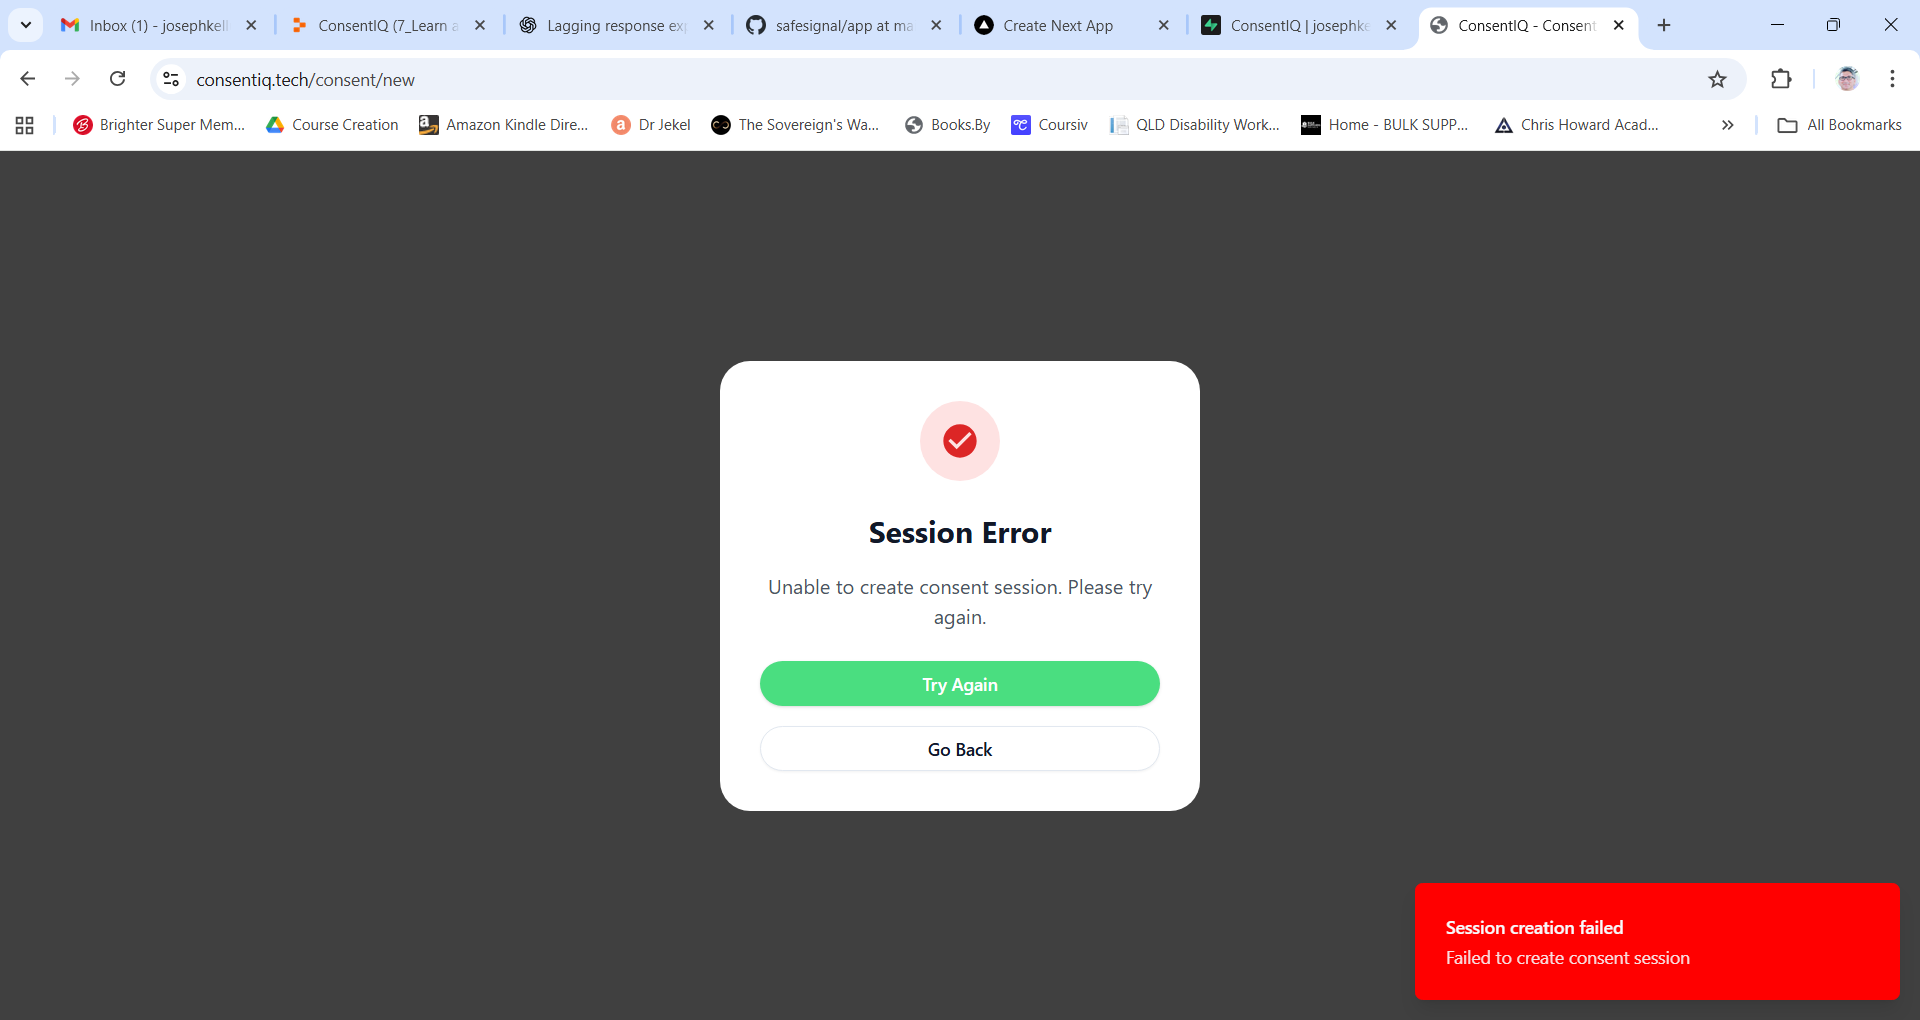 Inbox (1) - josephkell
ConsentIQ (7_Learn a
Lagging response exp
safesignal/app at ma
Create Next App
ConsentIQ | josephke
ConsentIQ - Consent
consentiq.tech/consent/new
Brighter Super Mem...
Course Creation
Amazon Kindle Dire...
Dr Jekel
The Sovereign's Wa...
Books.By
Coursiv
QLD Disability Work...
Home - BULK SUPP...
Chris Howard Acad...
All Bookmarks
Session Error
Unable to create consent session. Please try
again.
Try Again
Go Back
Session creation failed
Failed to create consent session